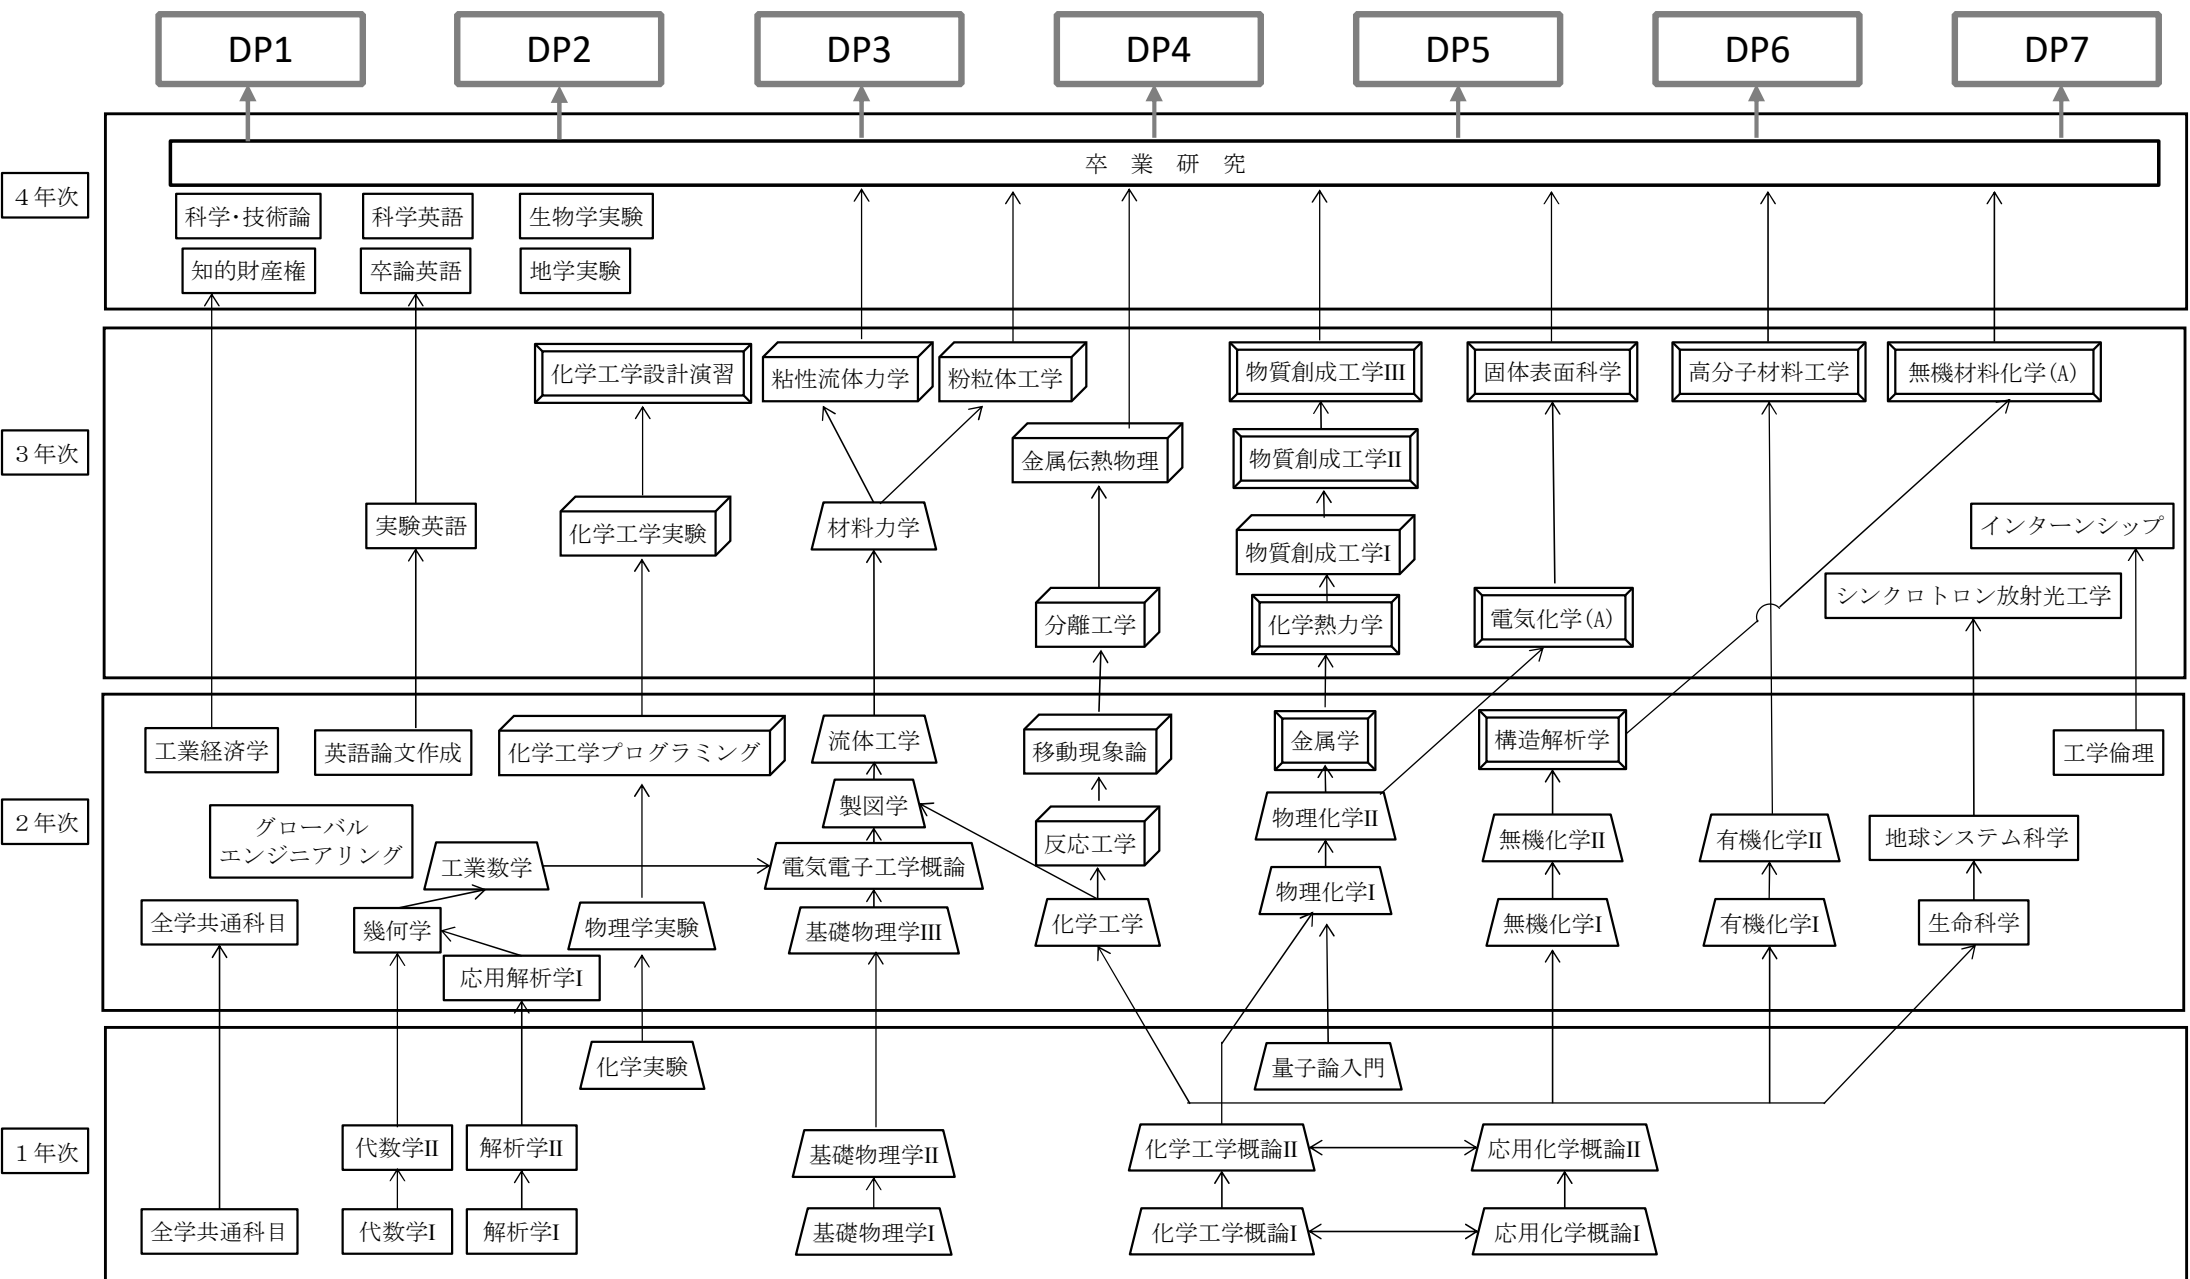 DP1
DP2
DP3
DP4
DP5
DP6
DP7
4年次
卒 業 研 究
科学・技術論
科学英語
生物学実験
知的財産権
卒論英語
地学実験
3年次
化学工学設計演習
粘性流体力学
粉粒体工学
物質創成工学III
固体表面科学
高分子材料工学
無機材料化学(A)
金属伝熱物理
物質創成工学II
実験英語
化学工学実験
材料力学
物質創成工学I
インターンシップ
分離工学
化学熱力学
電気化学(A)
シンクロトロン放射光工学
2年次
工業経済学
英語論文作成
化学工学プログラミング
流体工学
移動現象論
金属学
構造解析学
工学倫理
製図学
物理化学II
グローバル
エンジニアリング
工業数学
電気電子工学概論
反応工学
無機化学II
有機化学II
地球システム科学
物理化学I
全学共通科目
幾何学
物理学実験
基礎物理学III
化学工学
無機化学I
有機化学I
生命科学
応用解析学I
1年次
化学実験
量子論入門
代数学II
解析学II
基礎物理学II
化学工学概論II
応用化学概論II
全学共通科目
代数学I
解析学I
基礎物理学I
化学工学概論I
応用化学概論I